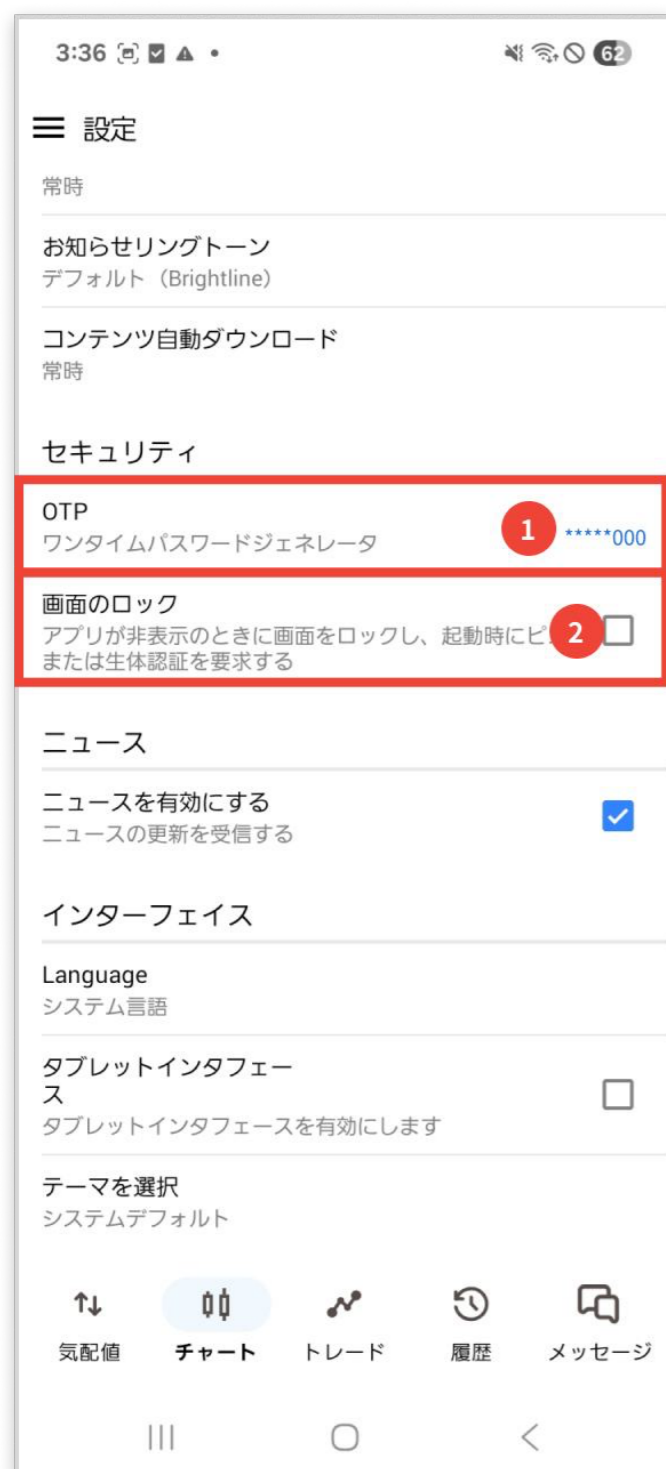 3:36
62
設定
常時
お知らせリングトーン
デフォルト（Brightline）
コンテンツ自動ダウンロード
常時
セキュリティ
OTP
ワンタイムパスワードジェネレータ
1
*****000
画面のロック
アプリが非表示のときに画面をロックし、起動時にピ
2
または生体認証を要求する
ニュース
ニュースを有効にする
ニュースの更新を受信する
インターフェイス
Language
システム言語
タブレットインタフェー
ス
タブレットインタフェースを有効にします
テーマを選択
システムデフォルト
気配値
チャート
トレード
履歴
メッセージ